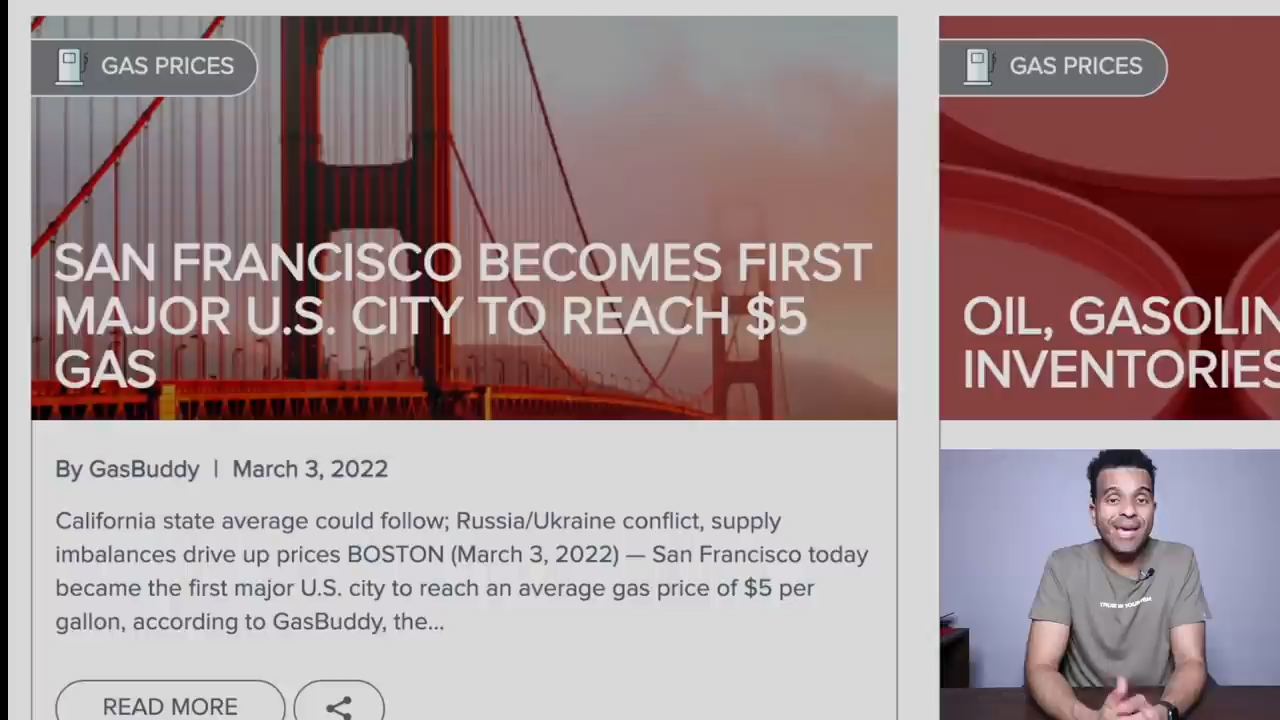 GAS PRICES
SAN FRANCISCO BECOMES FIRST
MAJOR U.S. CITY TO REACH $5
GAS
By GasBuddy | March 3, 2022
California state average could follow; Russia/Ukraine conflict, supply
imbalances drive up prices BOSTON (March 3, 2022) — San Francisco today
became the first major U.S. city to reach an average gas price of $5 per
gallon, according to GasBuddy, the...
READ MORE
GAS PRICES
OIL, GASOLIN
INVENTORIES